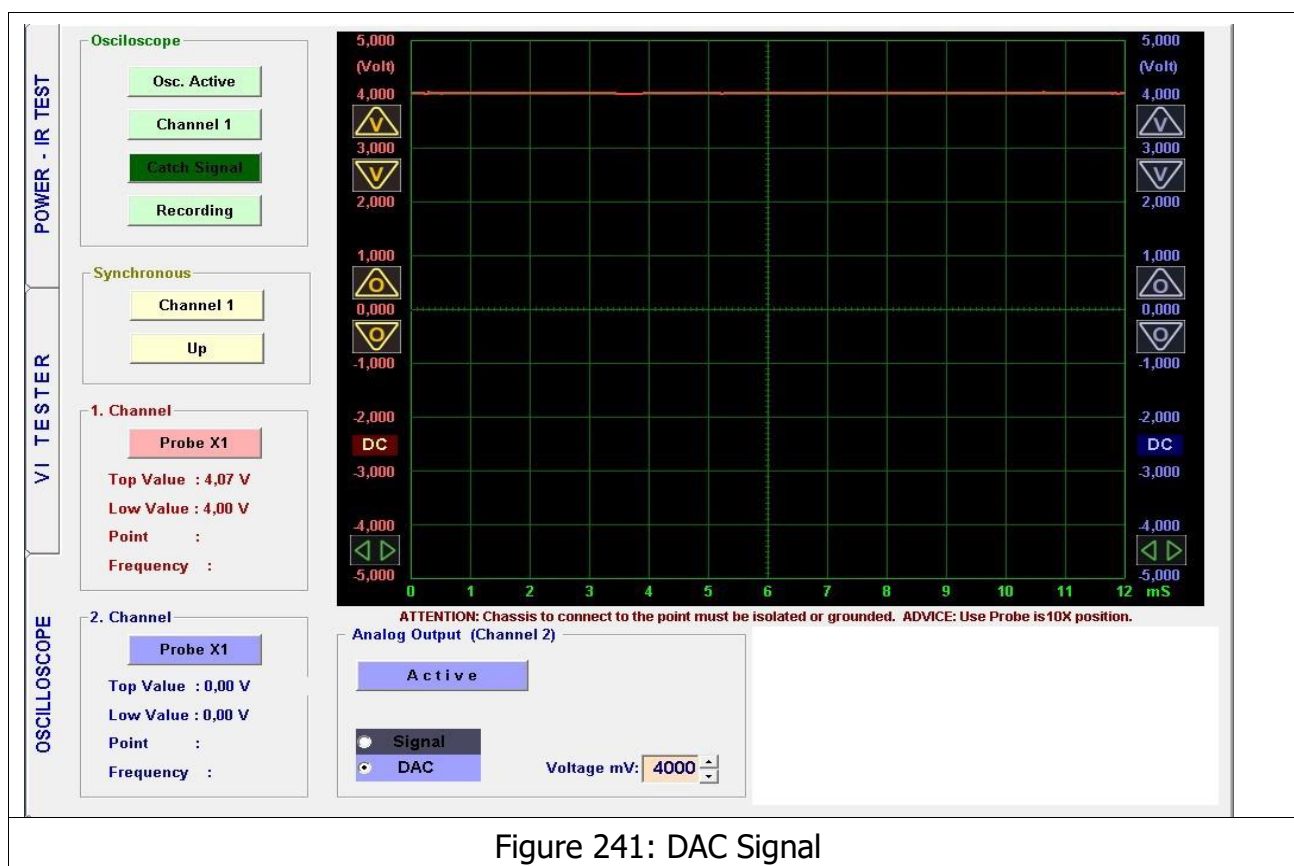 POWER - IR TEST
VI TESTER
OSCILLOSCOPE
Osciloscope
Osc. Active
Channel 1
Catch Signal
Recording
Synchronous
Channel 1
Up
1. Channel
Probe X1
Top Value : 4,07 V
Low Value : 4,00 V
Point :
Frequency :
2. Channel
Probe X1
Top Value : 0,00 V
Low Value : 0,00 V
Point :
Frequency :
5,000
(Volt)
4,000
V
3,000
V
2,000
1,000
O
0,000
O
-1,000
-2,000
DC
-3,000
-4,000
-5,000
5,000
(Volt)
4,000
V
3,000
V
2,000
1,000
O
0,000
O
-1,000
-2,000
DC
-3,000
-4,000
-5,000
0 1 2 3 4 5 6 7 8 9 10 11 12 mS
ATTENTION: Chassis to connect to the point must be isolated or grounded. ADVICE: Use Probe is10X position.
Analog Output (Channel 2)
Active
Signal
DAC
Voltage mV: 4000
Figure 241: DAC Signal